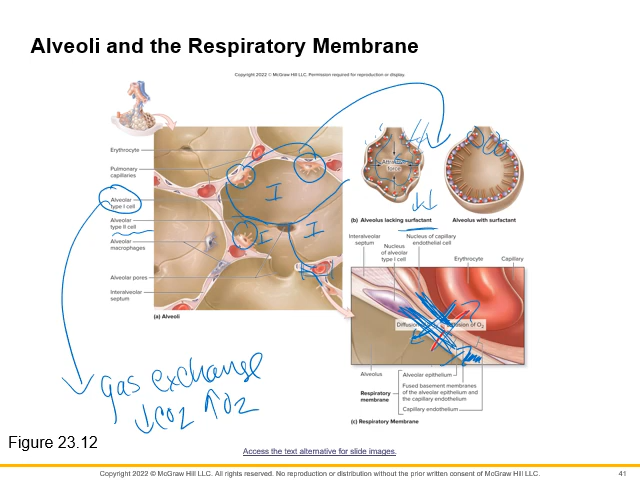 Alveoli and the Respiratory Membrane
Copyright 2022 © McGraw Hill LLC. Permission required for reproduction or display.
Erythrocyte
Pulmonary
capillaries
Alveolar
type I cell
Alveolar
type II cell
Alveolar
macrophages
Alveolar pores
Interalveolar
septum
(a) Alveoli
I
I
I
force
(b) Alveolus lacking surfactant
Alveolus with surfactant
Interalveolar
septum
Nucleus
of alveolar
type I cell
Nucleus of capillary
endothelial cell
Erythrocyte
Capillary
Diffusion
of O2
Alveolus
Respiratory
membrane
Alveolar epithelium
Fused basement membranes
of the alveolar epithelium and
the capillary endothelium
Capillary endothelium
(c) Respiratory Membrane
gas exchange
↓CO2 ↑O2
Figure 23.12
Access the text alternative for slide images.
Copyright 2022 © McGraw Hill LLC. All rights reserved. No reproduction or distribution without the prior written consent of McGraw Hill LLC.
41